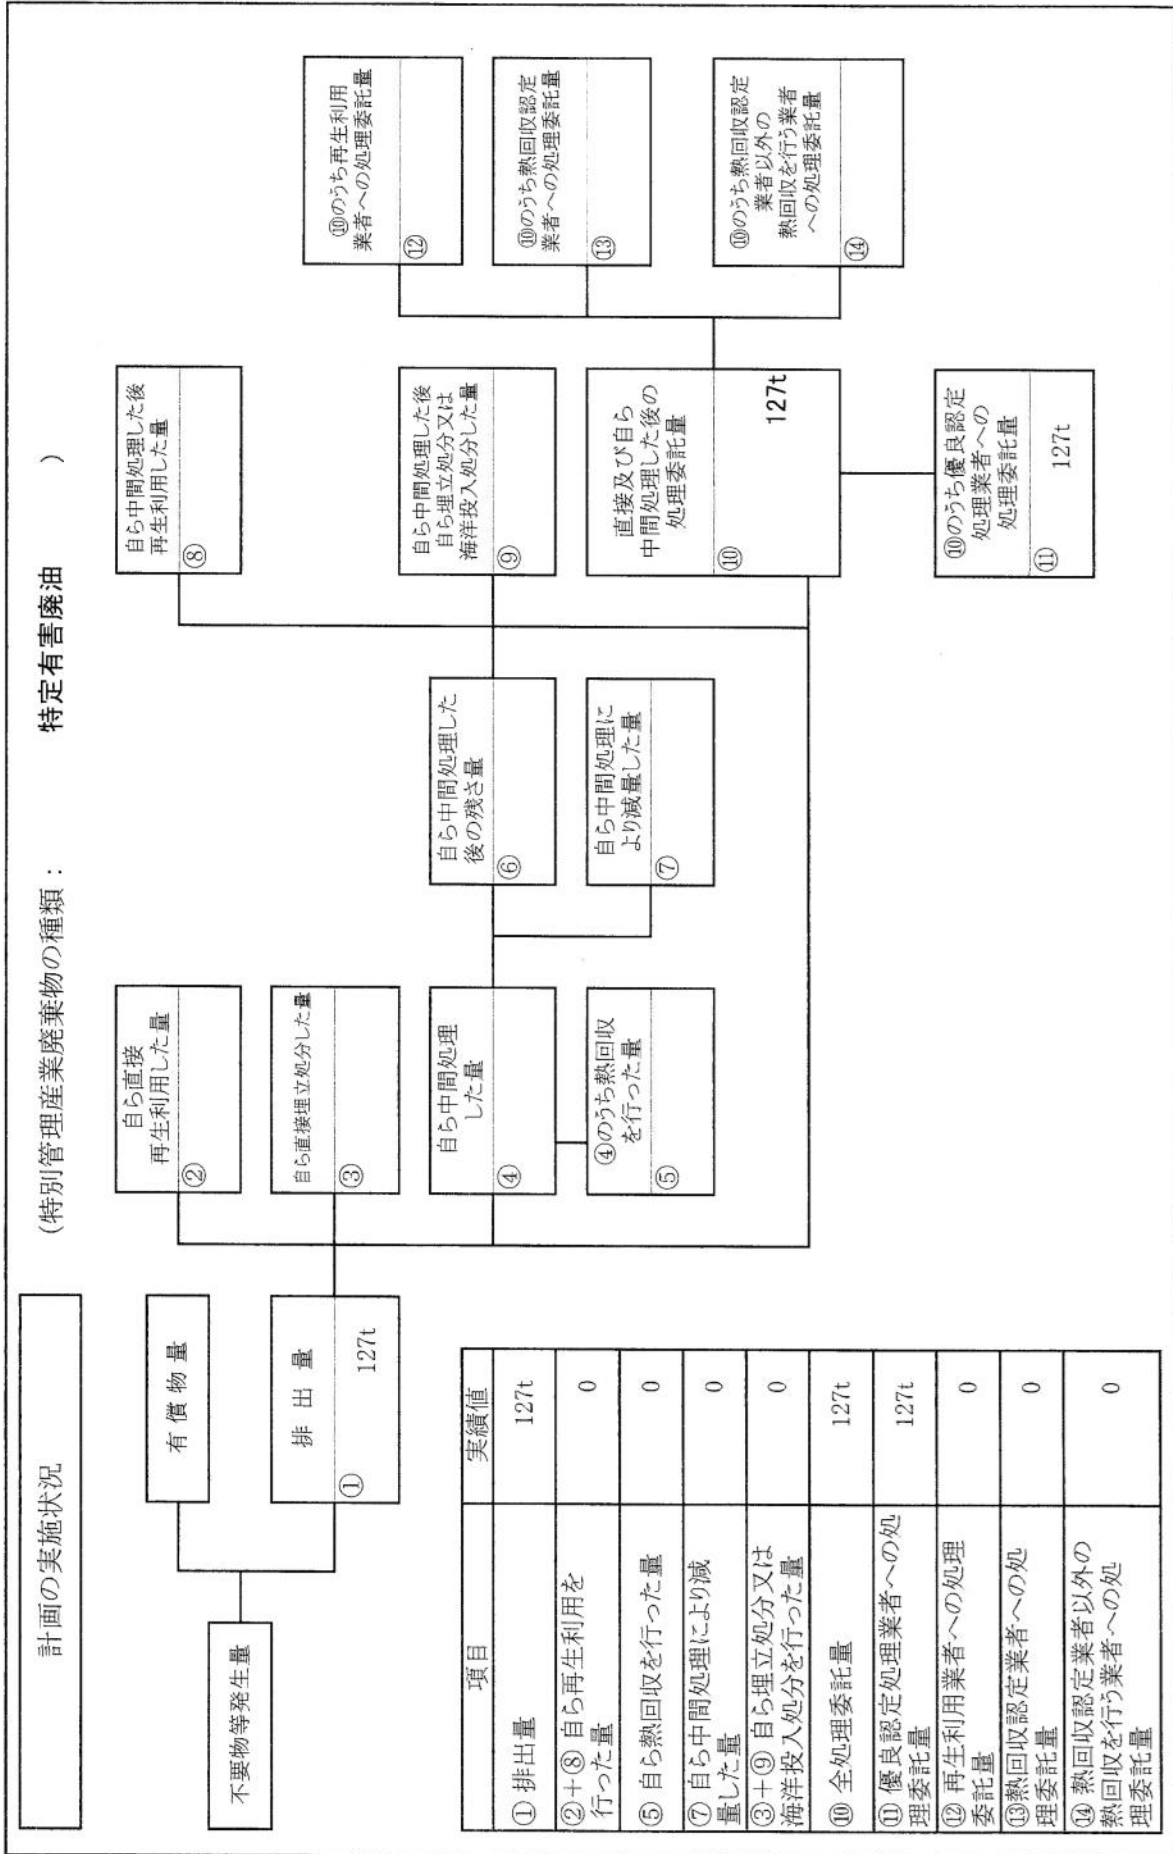 計画の実施状況
(特別管理産業廃棄物の種類： 特定有害廃油 )
不要物等発生量
有償物量
排出量
①
127t
自ら直接
再生利用した量
②
自ら直接埋立処分した量
③
自ら中間処理
した量
④
④のうち熱回収
を行った量
⑤
自ら中間処理した
後の残さ量
⑥
自ら中間処理に
より減量した量
⑦
自ら中間処理した後
再生利用した量
⑧
自ら中間処理した後
自ら埋立処分又は
海洋投入処分した量
⑨
直接及び自ら
中間処理した後の
処理委託量
⑩
127t
⑩のうち優良認定
処理業者への
処理委託量
⑪
127t
⑩のうち再生利用
業者への処理委託量
⑫
⑩のうち熱回収認定
業者への処理委託量
⑬
⑩のうち熱回収認定
業者以外の
熱回収を行う業者
への処理委託量
⑭
項目 実績値
①排出量 127t
②＋⑧ 自ら再生利用を
行った量 0
⑤ 自ら熱回収を行った量 0
⑦ 自ら中間処理により減
量した量 0
③＋⑨ 自ら埋立処分又は
海洋投入処分を行った量 0
⑩ 全処理委託量 127t
⑪ 優良認定処理業者への処
理委託量 127t
⑫ 再生利用業者への処理
委託量 0
⑬熱回収認定業者への処
理委託量 0
⑭ 熱回収認定業者以外の
熱回収を行う業者への処
理委託量 0